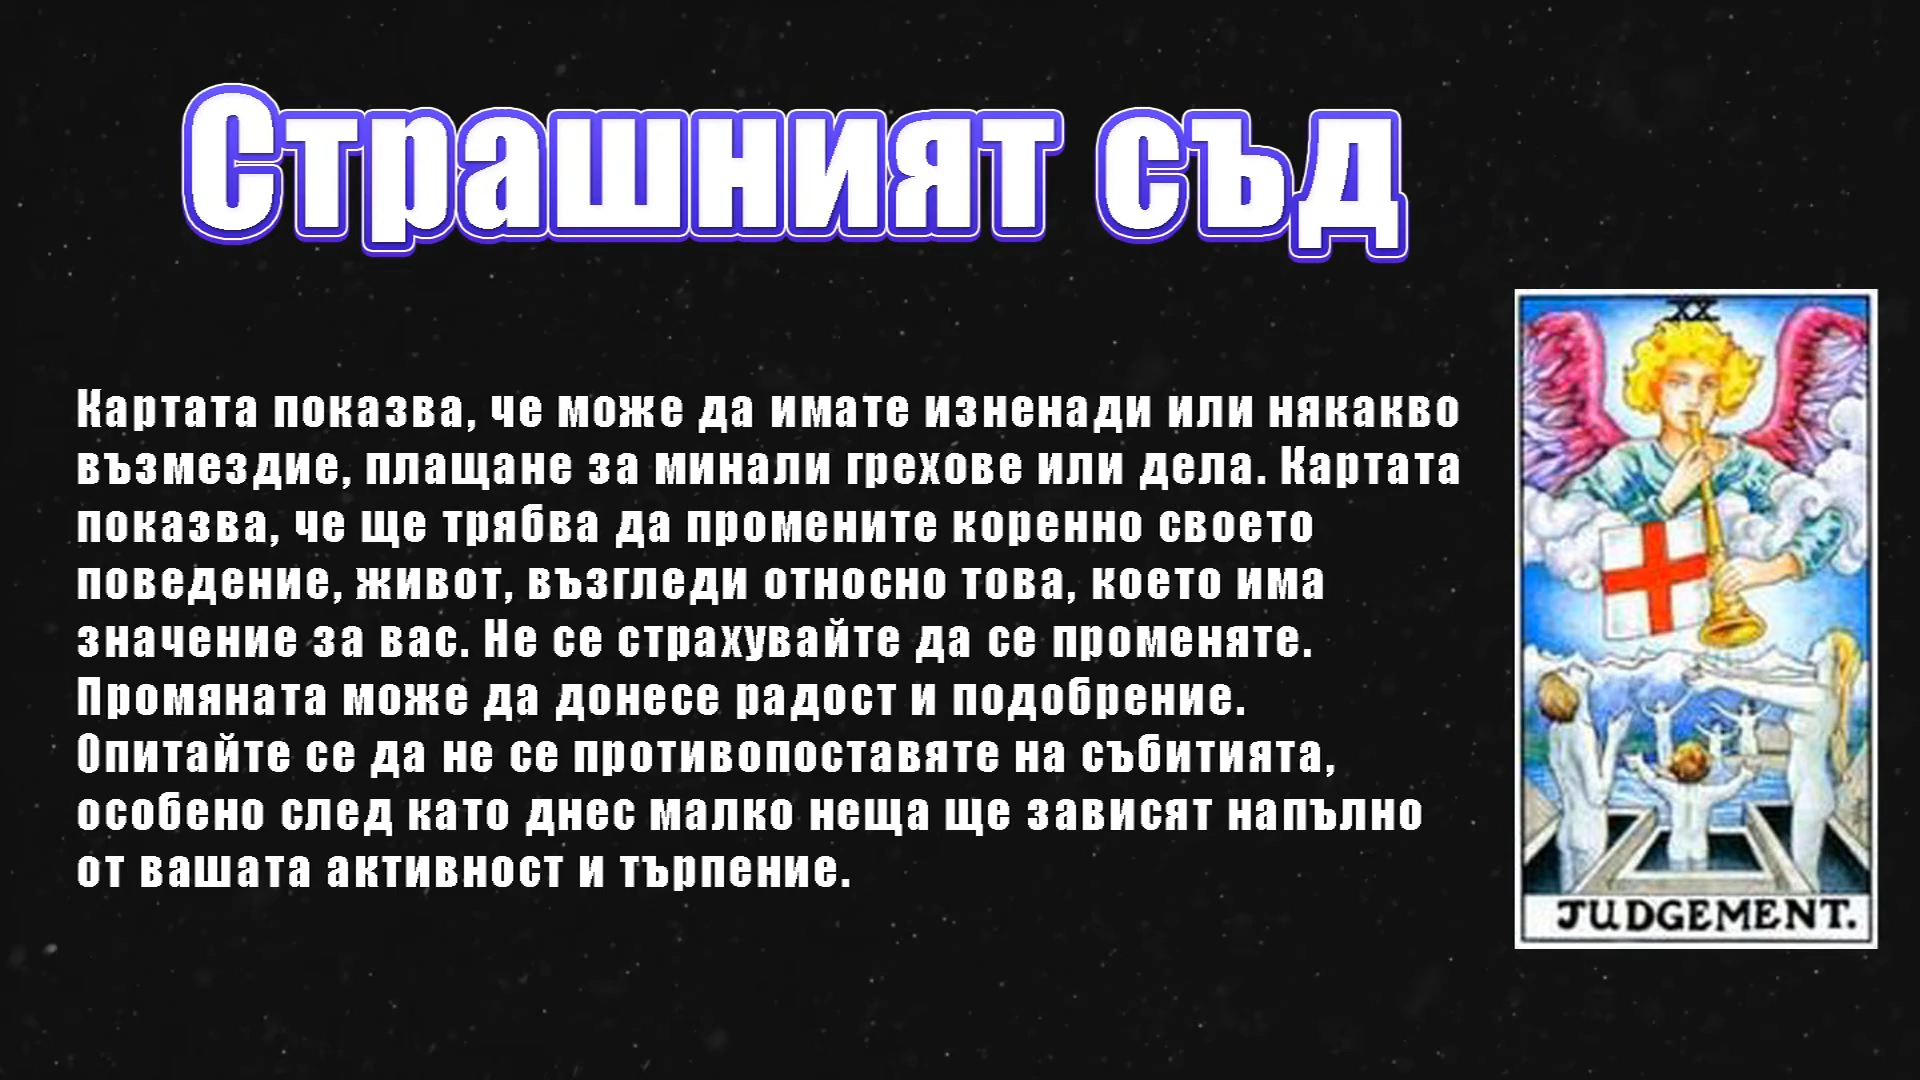 Страшният съд
Картата показва, че може да имате изненади или някакво
възмездие, плащане за минали грехове или дела. Картата
показва, че ще трябва да промените коренно своето
поведение, живот, възгледи относно това, което има
значение за вас. Не се страхувайте да се променяте.
Промяната може да донесе радост и подобрение.
Опитайте се да не се противопоставяте на събитията,
особено след като днес малко неща ще зависят напълно
от вашата активност и търпение.
XX
JUDGEMENT.